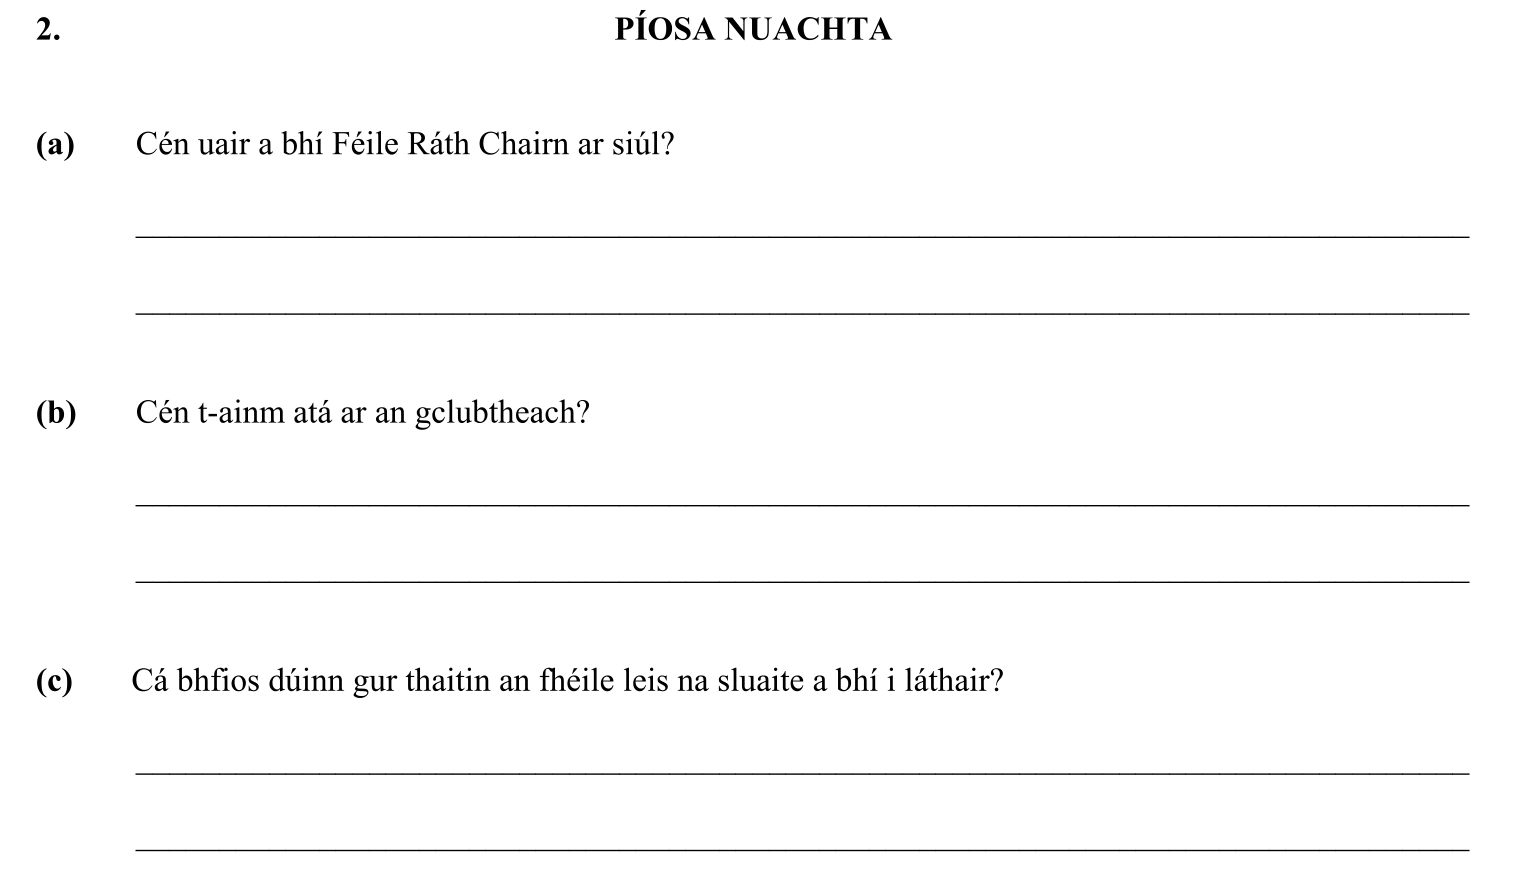 2. PÍOSA NUACHTA
(a) Cén uair a bhí Féile Ráth Chairn ar siúl?
(b) Cén t-ainm atá ar an gclubtheach?
(c) Cá bhfios dúinn gur thaitin an fhéile leis na sluaite a bhí i láthair?